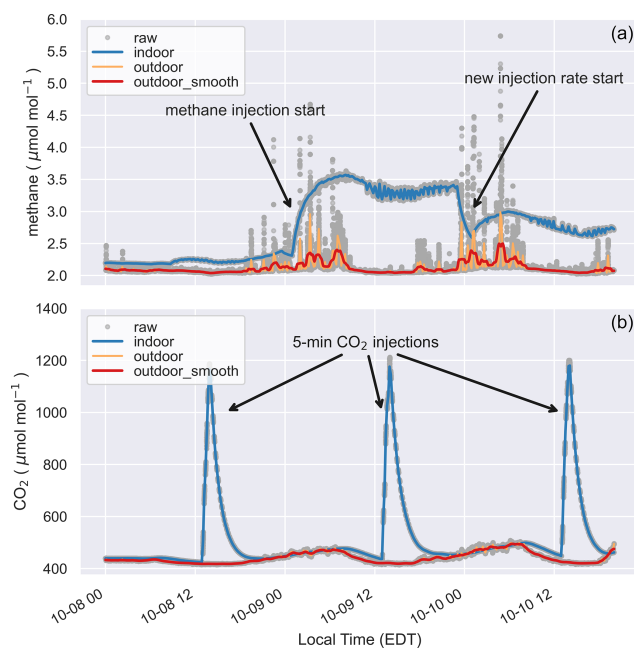 6.0
5.5
5.0
4.5
4.0
3.5
3.0
2.5
2.0
methane ( μmol mol⁻¹ )
(a)
raw
indoor
outdoor
outdoor_smooth
new injection rate start
methane injection start
1400
1200
1000
800
600
400
CO₂ ( μmol mol⁻¹ )
(b)
raw
indoor
outdoor
outdoor_smooth
5-min CO₂ injections
10-08 00
10-08 12
10-09 00
10-09 12
10-10 00
10-10 12
Local Time (EDT)